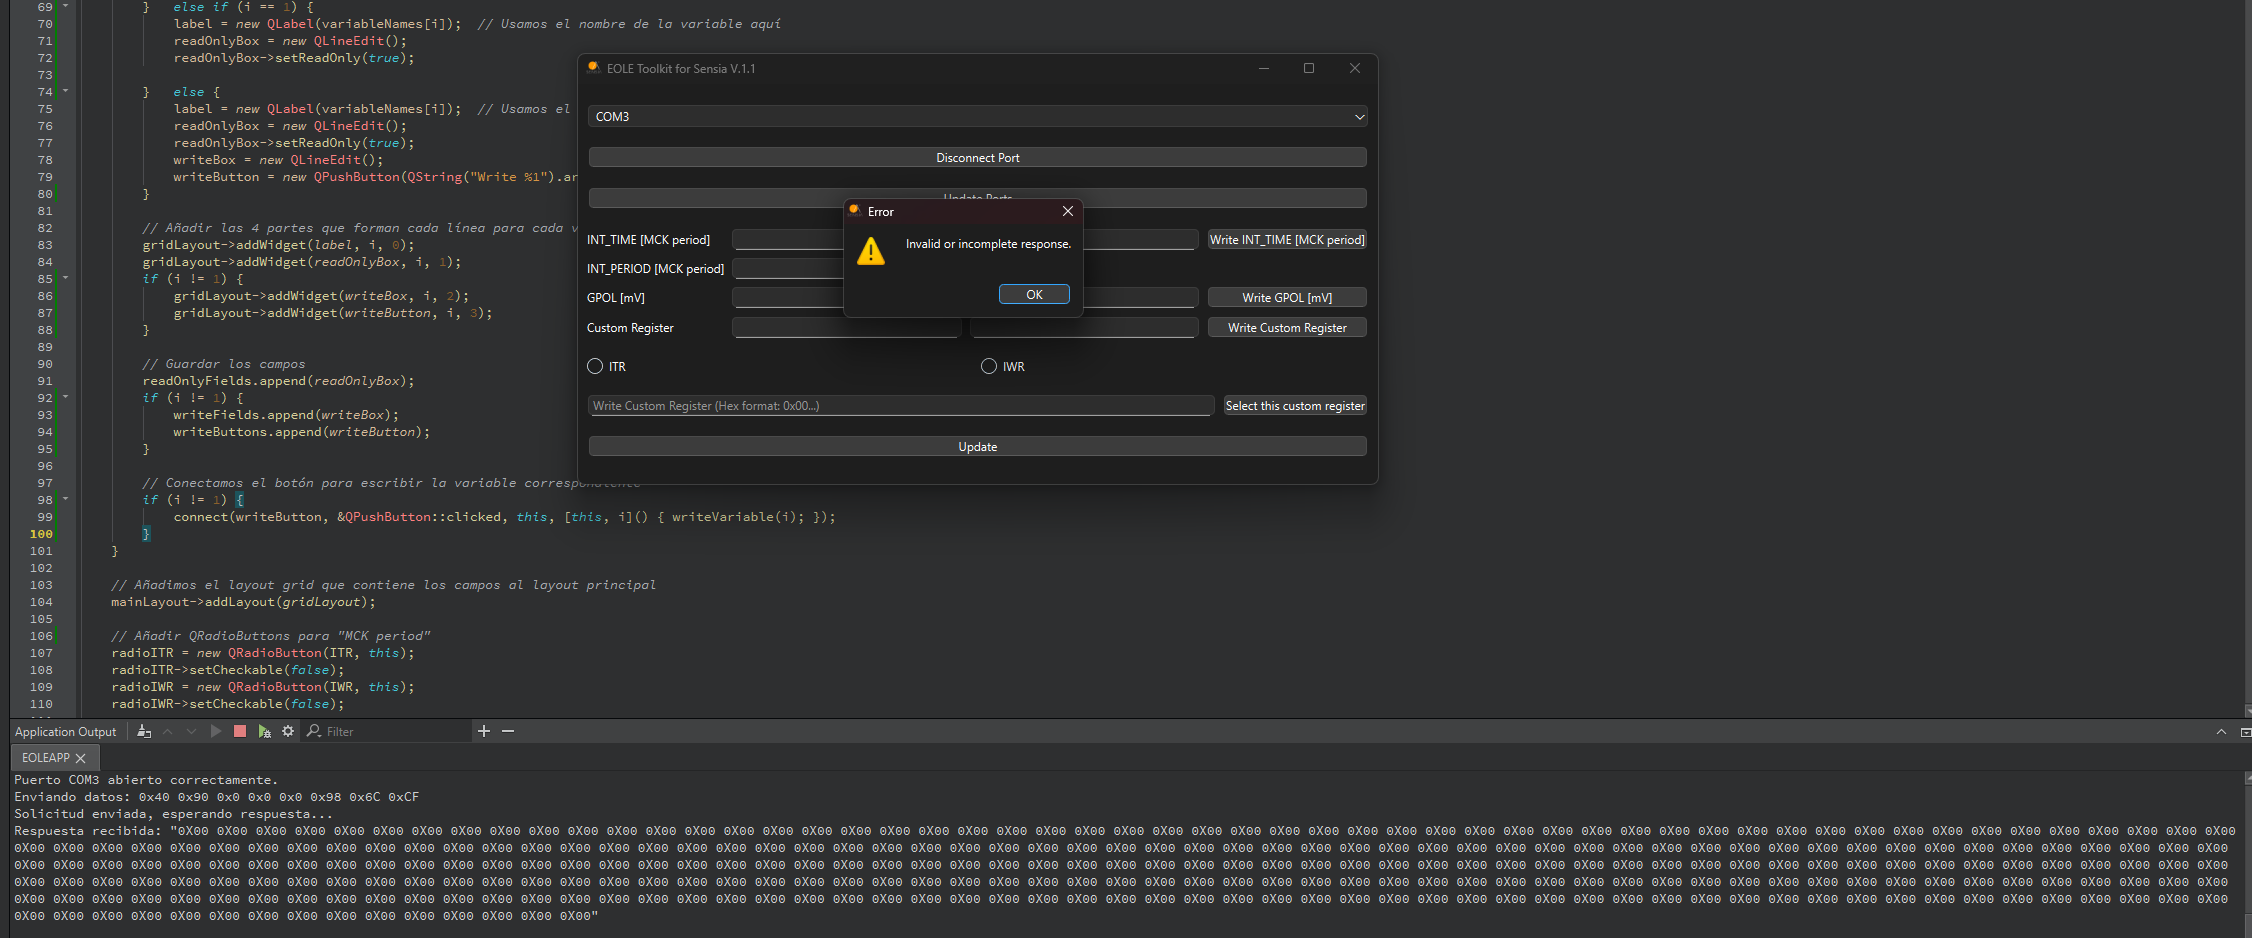 69 } else if (i == 1) {
70 label = new QLabel(variableNames[i]); // Usamos el nombre de la variable aquí
71 readOnlyBox = new QLineEdit();
72 readOnlyBox->setReadOnly(true);
73
74 } else {
75 label = new QLabel(variableNames[i]); // Usamos el
76 readOnlyBox = new QLineEdit();
77 readOnlyBox->setReadOnly(true);
78 writeBox = new QLineEdit();
79 writeButton = new QPushButton(QString("Write %1").ar
80 }
81
82 // Añadir las 4 partes que forman cada línea para cada v
83 gridLayout->addWidget(label, i, 0);
84 gridLayout->addWidget(readOnlyBox, i, 1);
85 if (i != 1) {
86 gridLayout->addWidget(writeBox, i, 2);
87 gridLayout->addWidget(writeButton, i, 3);
88 }
89
90 // Guardar los campos
91 readOnlyFields.append(readOnlyBox);
92 if (i != 1) {
93 writeFields.append(writeBox);
94 writeButtons.append(writeButton);
95 }
96
97 // Conectamos el botón para escribir la variable correspondiente
98 if (i != 1) {
99 connect(writeButton, &QPushButton::clicked, this, [this, i]() { writeVariable(i); });
100 }
101 }
102
103 // Añadimos el layout grid que contiene los campos al layout principal
104 mainLayout->addLayout(gridLayout);
105
106 // Añadir QRadioButtons para "MCK period"
107 radioITR = new QRadioButton(ITR, this);
108 radioITR->setCheckable(false);
109 radioIWR = new QRadioButton(IWR, this);
110 radioIWR->setCheckable(false);
EOLE Toolkit for Sensia V.1.1
COM3
Disconnect Port
Update Ports
INT_TIME [MCK period]
Write INT_TIME [MCK period]
INT_PERIOD [MCK period]
GPOL [mV]
Write GPOL [mV]
Custom Register
Write Custom Register
ITR
IWR
Write Custom Register (Hex format: 0x00...)
Select this custom register
Update
Error
Invalid or incomplete response.
OK
Application Output
Filter
EOLEAPP
Puerto COM3 abierto correctamente.
Enviando datos: 0x40 0x90 0x0 0x0 0x0 0x98 0x6C 0xCF
Solicitud enviada, esperando respuesta...
Respuesta recibida: "0X00 0X00 0X00 0X00 0X00 0X00 0X00 0X00 0X00 0X00 0X00 0X00 0X00 0X00 0X00 0X00 0X00 0X00 0X00 0X00 0X00 0X00 0X00 0X00 0X00 0X00 0X00 0X00 0X00 0X00 0X00 0X00 0X00 0X00 0X00 0X00 0X00 0X00 0X00 0X00 0X00 0X00 0X00 0X00 0X00 0X00 0X00 0X00 0X00 0X00 0X00 0X00 0X00
0X00 0X00 0X00 0X00 0X00 0X00 0X00 0X00 0X00 0X00 0X00 0X00 0X00 0X00 0X00 0X00 0X00 0X00 0X00 0X00 0X00 0X00 0X00 0X00 0X00 0X00 0X00 0X00 0X00 0X00 0X00 0X00 0X00 0X00 0X00 0X00 0X00 0X00 0X00 0X00 0X00 0X00 0X00 0X00 0X00 0X00 0X00 0X00 0X00 0X00 0X00 0X00 0X00 0X00 0X00 0X00 0X00
0X00 0X00 0X00 0X00 0X00 0X00 0X00 0X00 0X00 0X00 0X00 0X00 0X00 0X00 0X00 0X00 0X00 0X00 0X00 0X00 0X00 0X00 0X00 0X00 0X00 0X00 0X00 0X00 0X00 0X00 0X00 0X00 0X00 0X00 0X00 0X00 0X00 0X00 0X00 0X00 0X00 0X00 0X00 0X00 0X00 0X00 0X00 0X00 0X00 0X00 0X00 0X00 0X00 0X00 0X00 0X00 0X00
0X00 0X00 0X00 0X00 0X00 0X00 0X00 0X00 0X00 0X00 0X00 0X00 0X00 0X00 0X00 0X00 0X00 0X00 0X00 0X00 0X00 0X00 0X00 0X00 0X00 0X00 0X00 0X00 0X00 0X00 0X00 0X00 0X00 0X00 0X00 0X00 0X00 0X00 0X00 0X00 0X00 0X00 0X00 0X00 0X00 0X00 0X00 0X00 0X00 0X00 0X00 0X00 0X00 0X00 0X00 0X00 0X00
0X00 0X00 0X00 0X00 0X00 0X00 0X00 0X00 0X00 0X00 0X00 0X00 0X00 0X00 0X00 0X00 0X00 0X00 0X00 0X00 0X00 0X00 0X00 0X00 0X00 0X00 0X00 0X00 0X00 0X00 0X00 0X00 0X00 0X00 0X00 0X00 0X00 0X00 0X00 0X00 0X00 0X00 0X00 0X00 0X00 0X00 0X00 0X00 0X00 0X00 0X00 0X00 0X00 0X00 0X00 0X00 0X00
0X00 0X00 0X00 0X00 0X00 0X00 0X00 0X00 0X00 0X00 0X00 0X00 0X00 0X00 0X00"